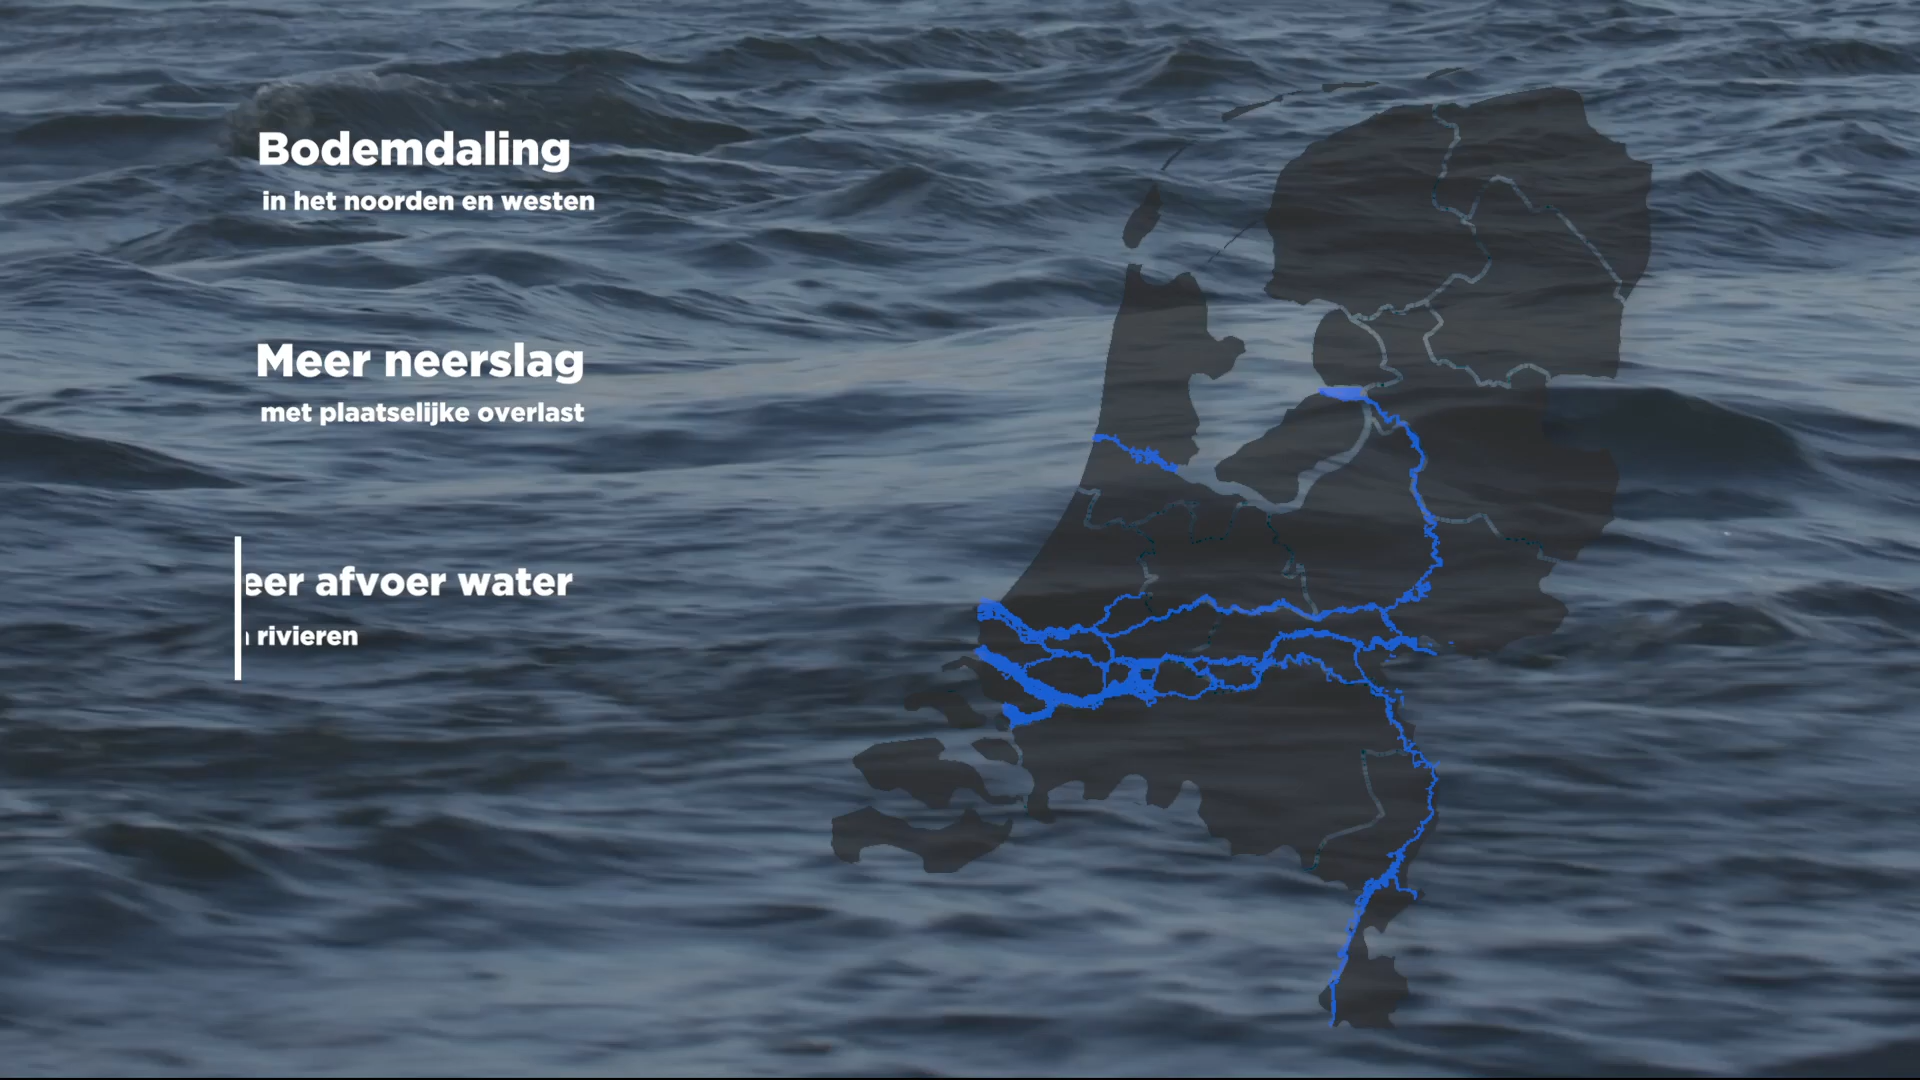 Bodemdaling
in het noorden en westen
Meer neerslag
met plaatselijke overlast
eer afvoer water
rivieren